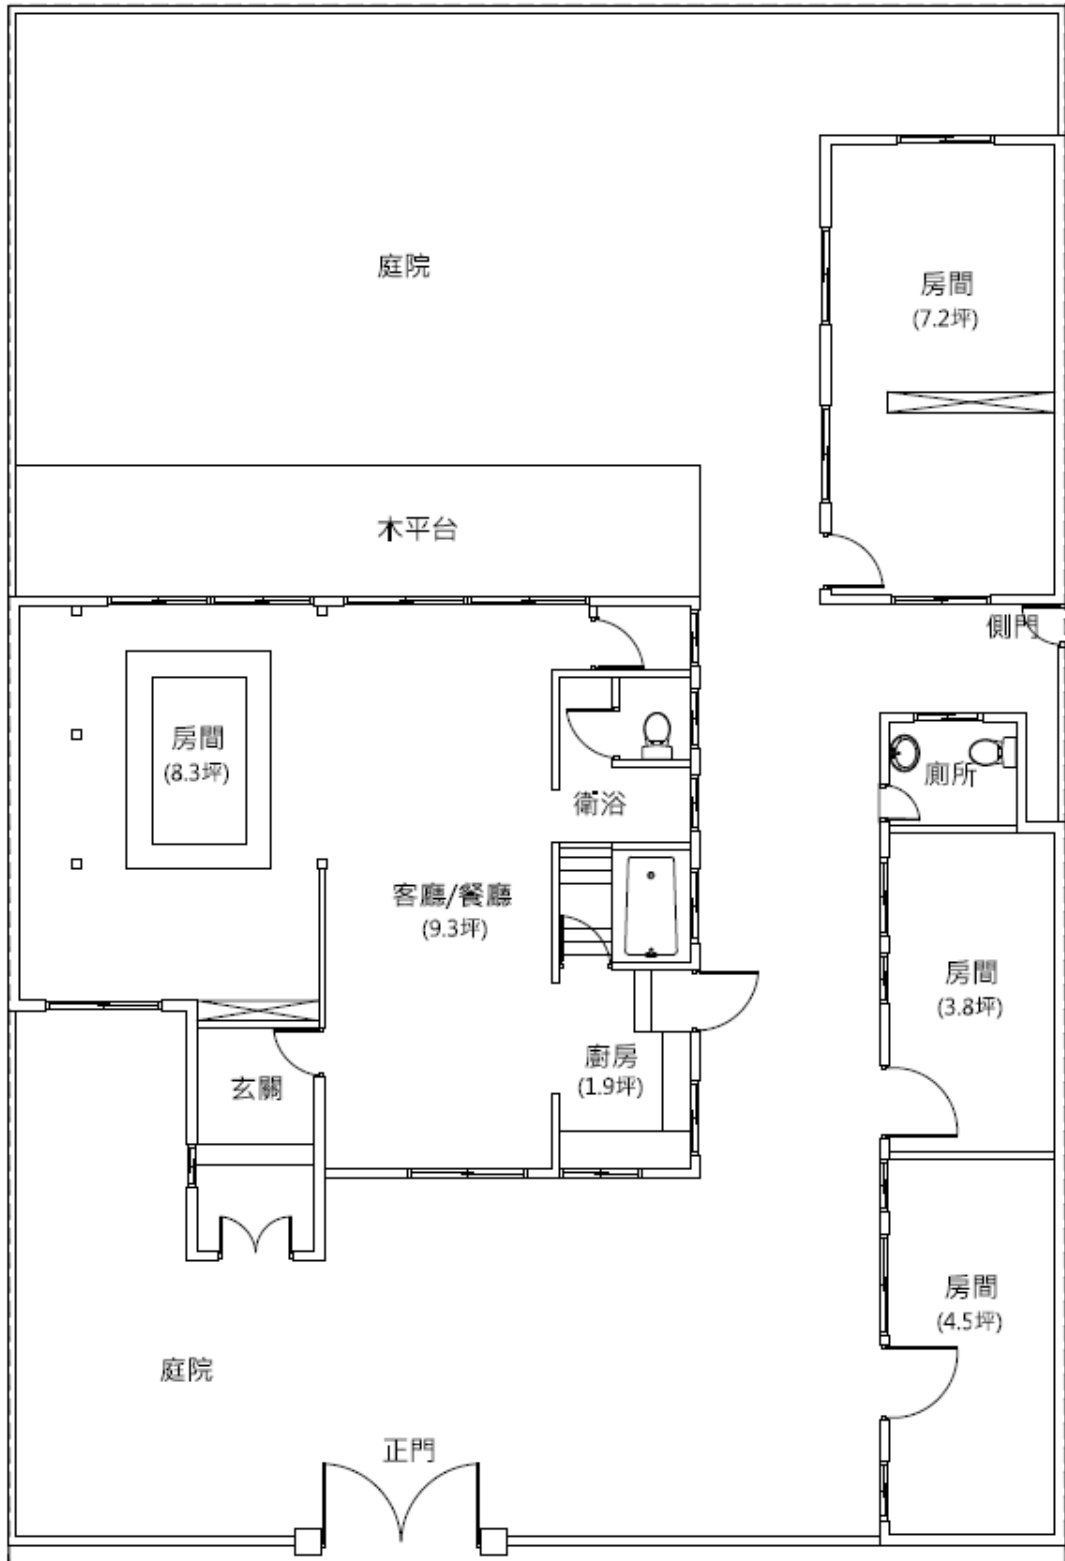 庭院
房間
(7.2坪)
木平台
側門
房間
(8.3坪)
廁所
衛浴
客廳/餐廳
(9.3坪)
房間
(3.8坪)
廚房
(1.9坪)
玄關
房間
(4.5坪)
庭院
正門